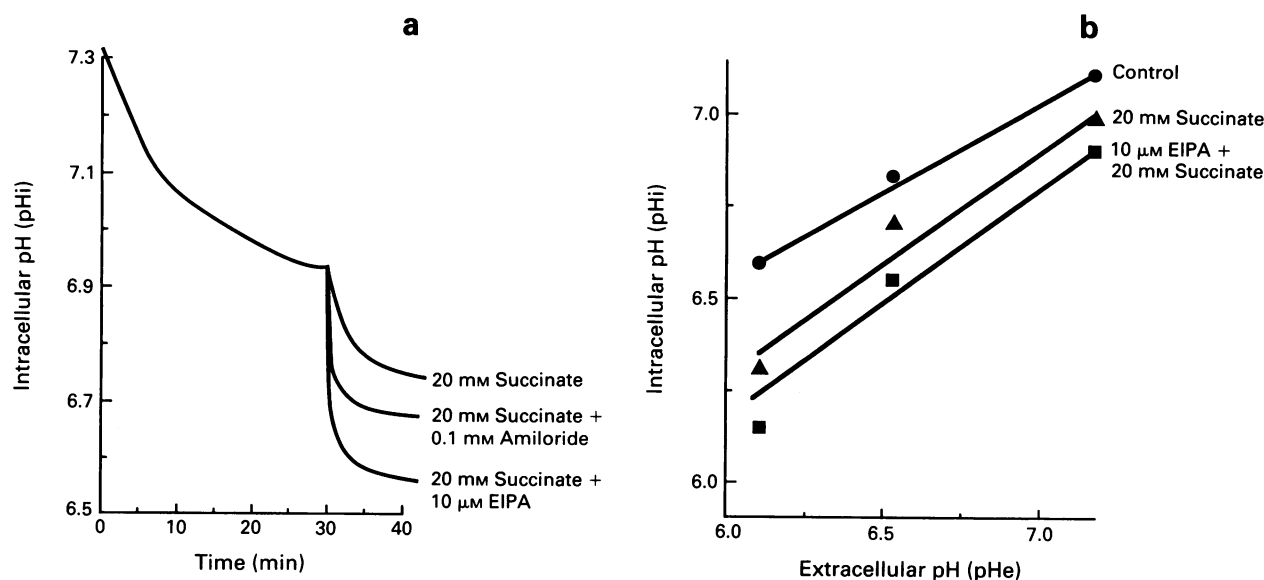 a
7.3
7.1
6.9
6.7
6.5
Intracellular pH (pHi)
0
10
20
30
40
Time (min)
20 mM Succinate
20 mM Succinate +
0.1 mM Amiloride
20 mM Succinate +
10 μM EIPA
b
7.0
6.5
6.0
Intracellular pH (pHi)
6.0
6.5
7.0
Extracellular pH (pHe)
Control
20 mM Succinate
10 μM EIPA +
20 mM Succinate